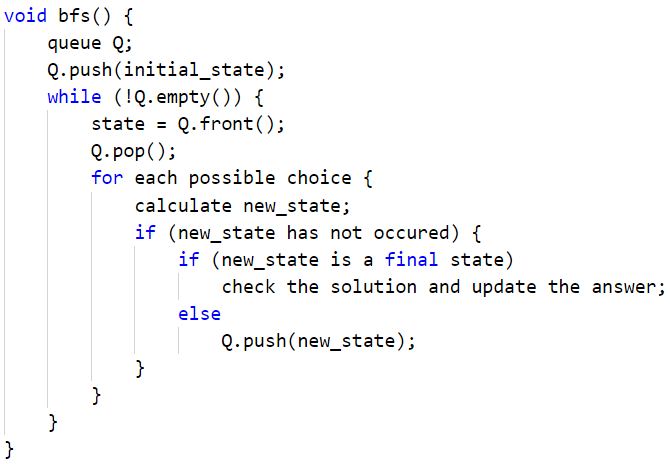 void bfs() {
    queue Q;
    Q.push(initial_state);
    while (!Q.empty()) {
        state = Q.front();
        Q.pop();
        for each possible choice {
            calculate new_state;
            if (new_state has not occured) {
                if (new_state is a final state)
                    check the solution and update the answer;
                else
                    Q.push(new_state);
            }
        }
    }
}